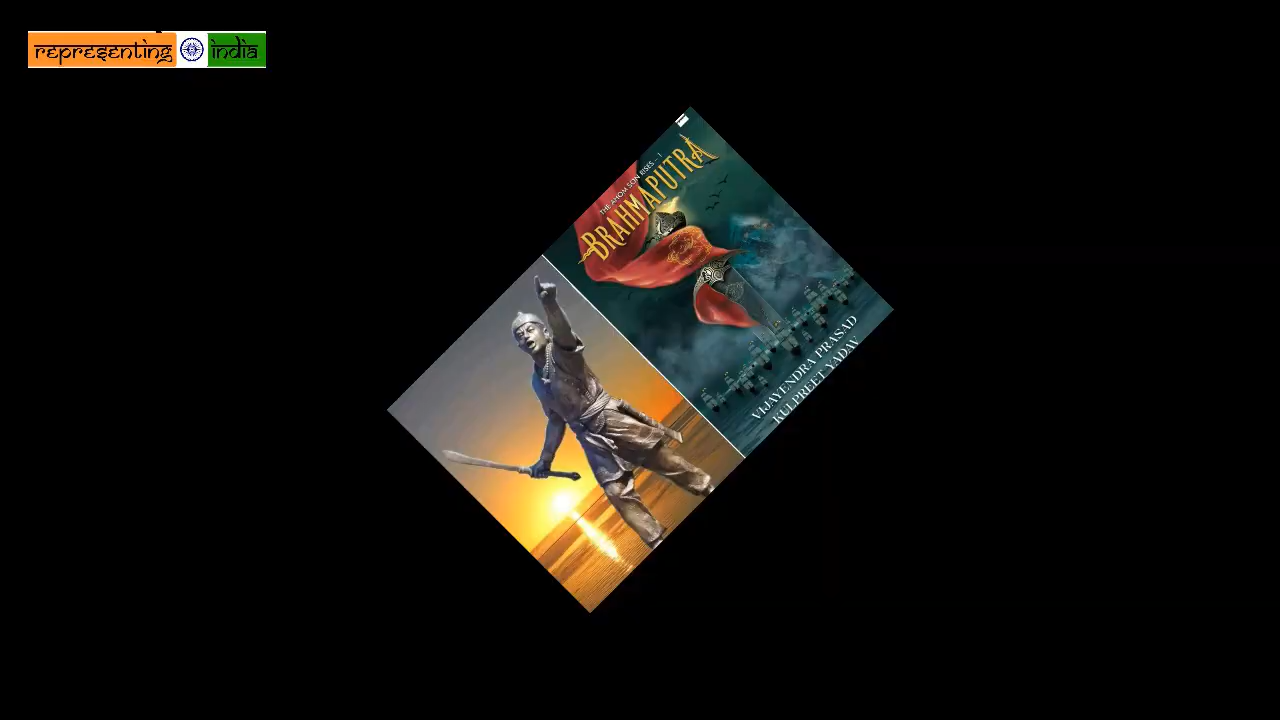 representing india
THE AHOM SON RISES - 1
BRAHMAPUTRA
VIJAYENDRA PRASAD
KULPREET YADAV